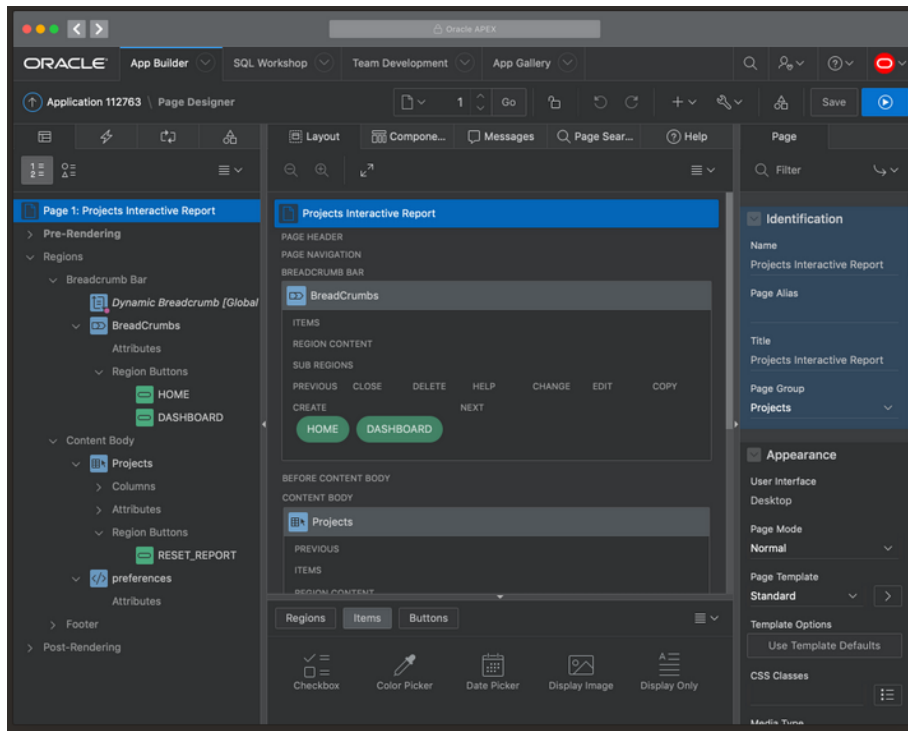 Oracle APEX
ORACLE App Builder SQL Workshop Team Development App Gallery
Application 112763 \ Page Designer 1 Go Save
Layout Compone... Messages Page Sear... Help Page
Filter
Page 1: Projects Interactive Report
Pre-Rendering
Regions
Breadcrumb Bar
Dynamic Breadcrumb [Global
BreadCrumbs
Attributes
Region Buttons
HOME
DASHBOARD
Content Body
Projects
Columns
Attributes
Region Buttons
RESET_REPORT
preferences
Attributes
Footer
Post-Rendering
Projects Interactive Report
PAGE HEADER
PAGE NAVIGATION
BREADCRUMB BAR
BreadCrumbs
ITEMS
REGION CONTENT
SUB REGIONS
PREVIOUS CLOSE DELETE HELP CHANGE EDIT COPY
CREATE NEXT
HOME DASHBOARD
BEFORE CONTENT BODY
CONTENT BODY
Projects
PREVIOUS
ITEMS
REGION CONTENT
Regions Items Buttons
Checkbox Color Picker Date Picker Display Image Display Only
Identification
Name
Projects Interactive Report
Page Alias
Title
Projects Interactive Report
Page Group
Projects
Appearance
User Interface
Desktop
Page Mode
Normal
Page Template
Standard
Template Options
Use Template Defaults
CSS Classes
Media Type